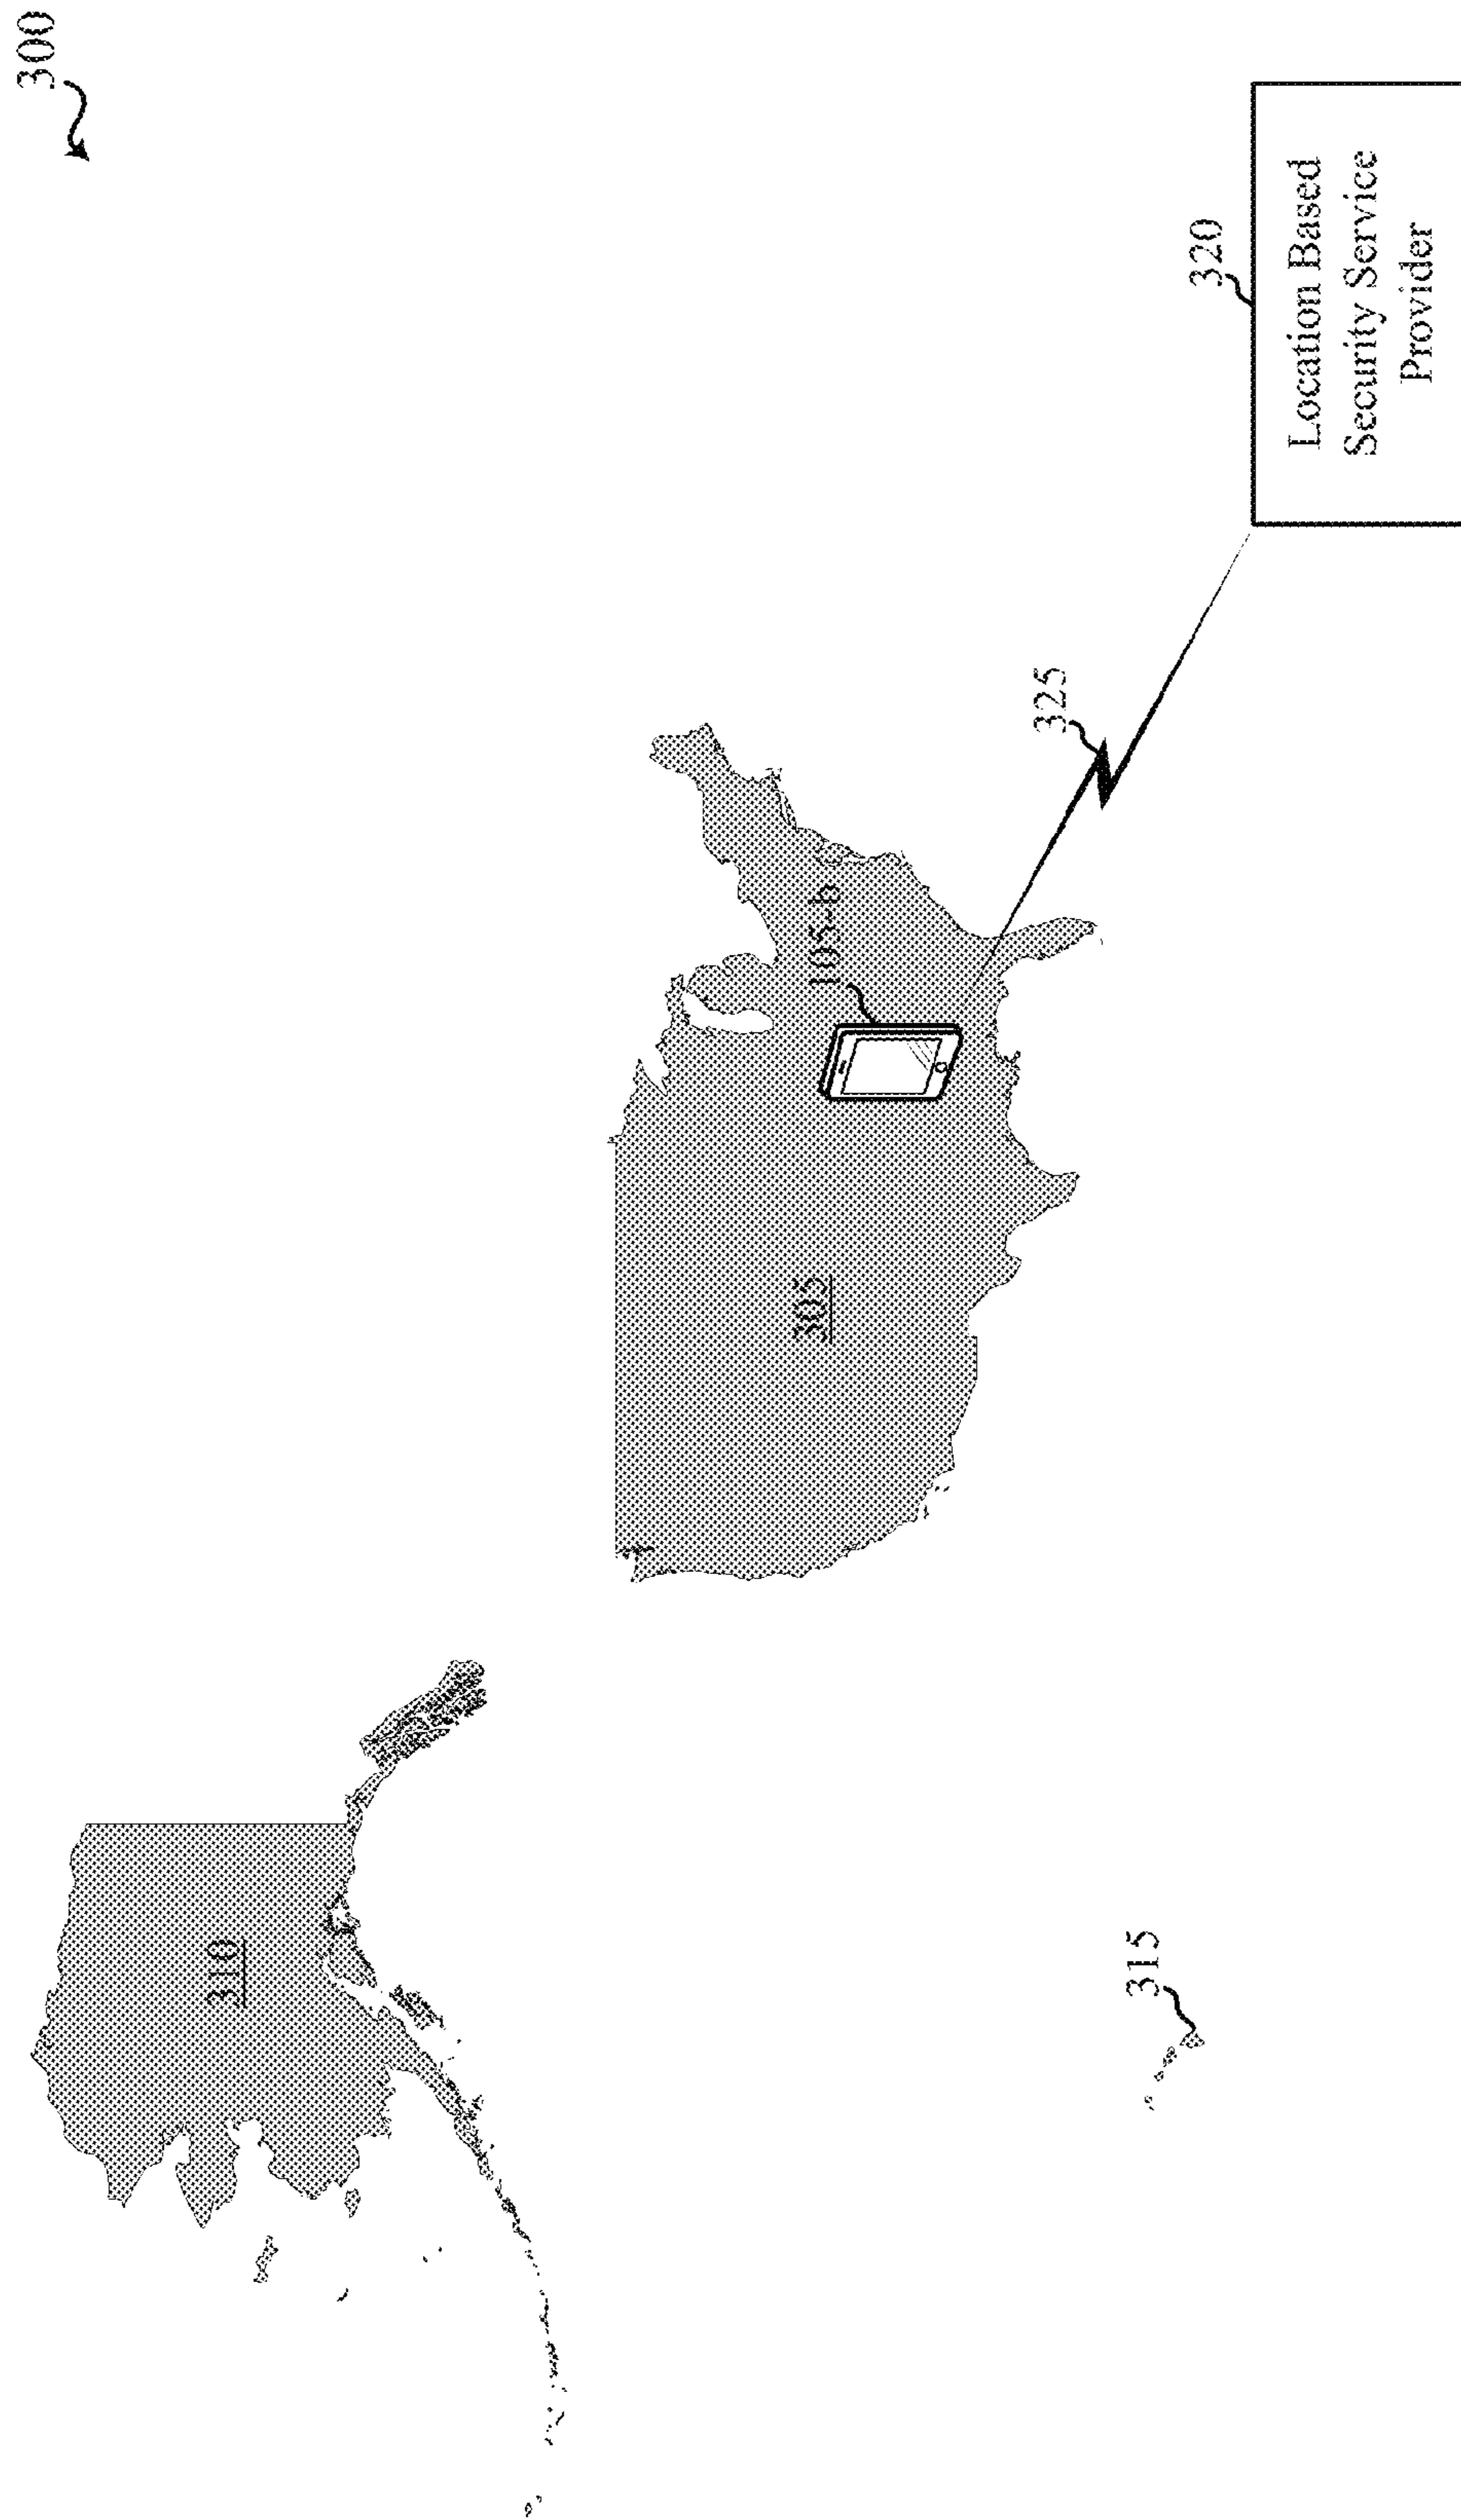 300
310
305
105-b
325
315
320
Location Based
Security Service
Provider